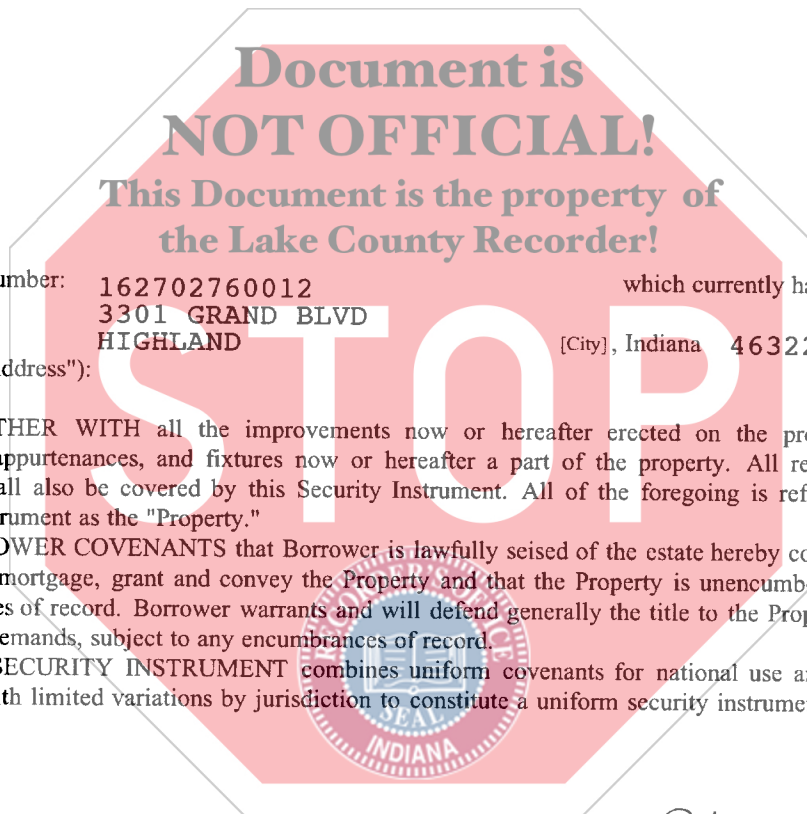 Document is
NOT OFFICIAL!
This Document is the property of
the Lake County Recorder!
umber: 162702760012 which currently ha
3301 GRAND BLVD
HIGHLAND [City], Indiana 46322
ddress"):
THER WITH all the improvements now or hereafter erected on the pro
appurtenances, and fixtures now or hereafter a part of the property. All re
all also be covered by this Security Instrument. All of the foregoing is ref
rument as the "Property."
OWER COVENANTS that Borrower is lawfully seised of the estate hereby co
mortgage, grant and convey the Property and that the Property is unencumb
es of record. Borrower warrants and will defend generally the title to the Prop
emands, subject to any encumbrances of record.
SECURITY INSTRUMENT combines uniform covenants for national use a
th limited variations by jurisdiction to constitute a uniform security instrume
STOP
RECORDER'S OFFICE
SEAL
INDIANA